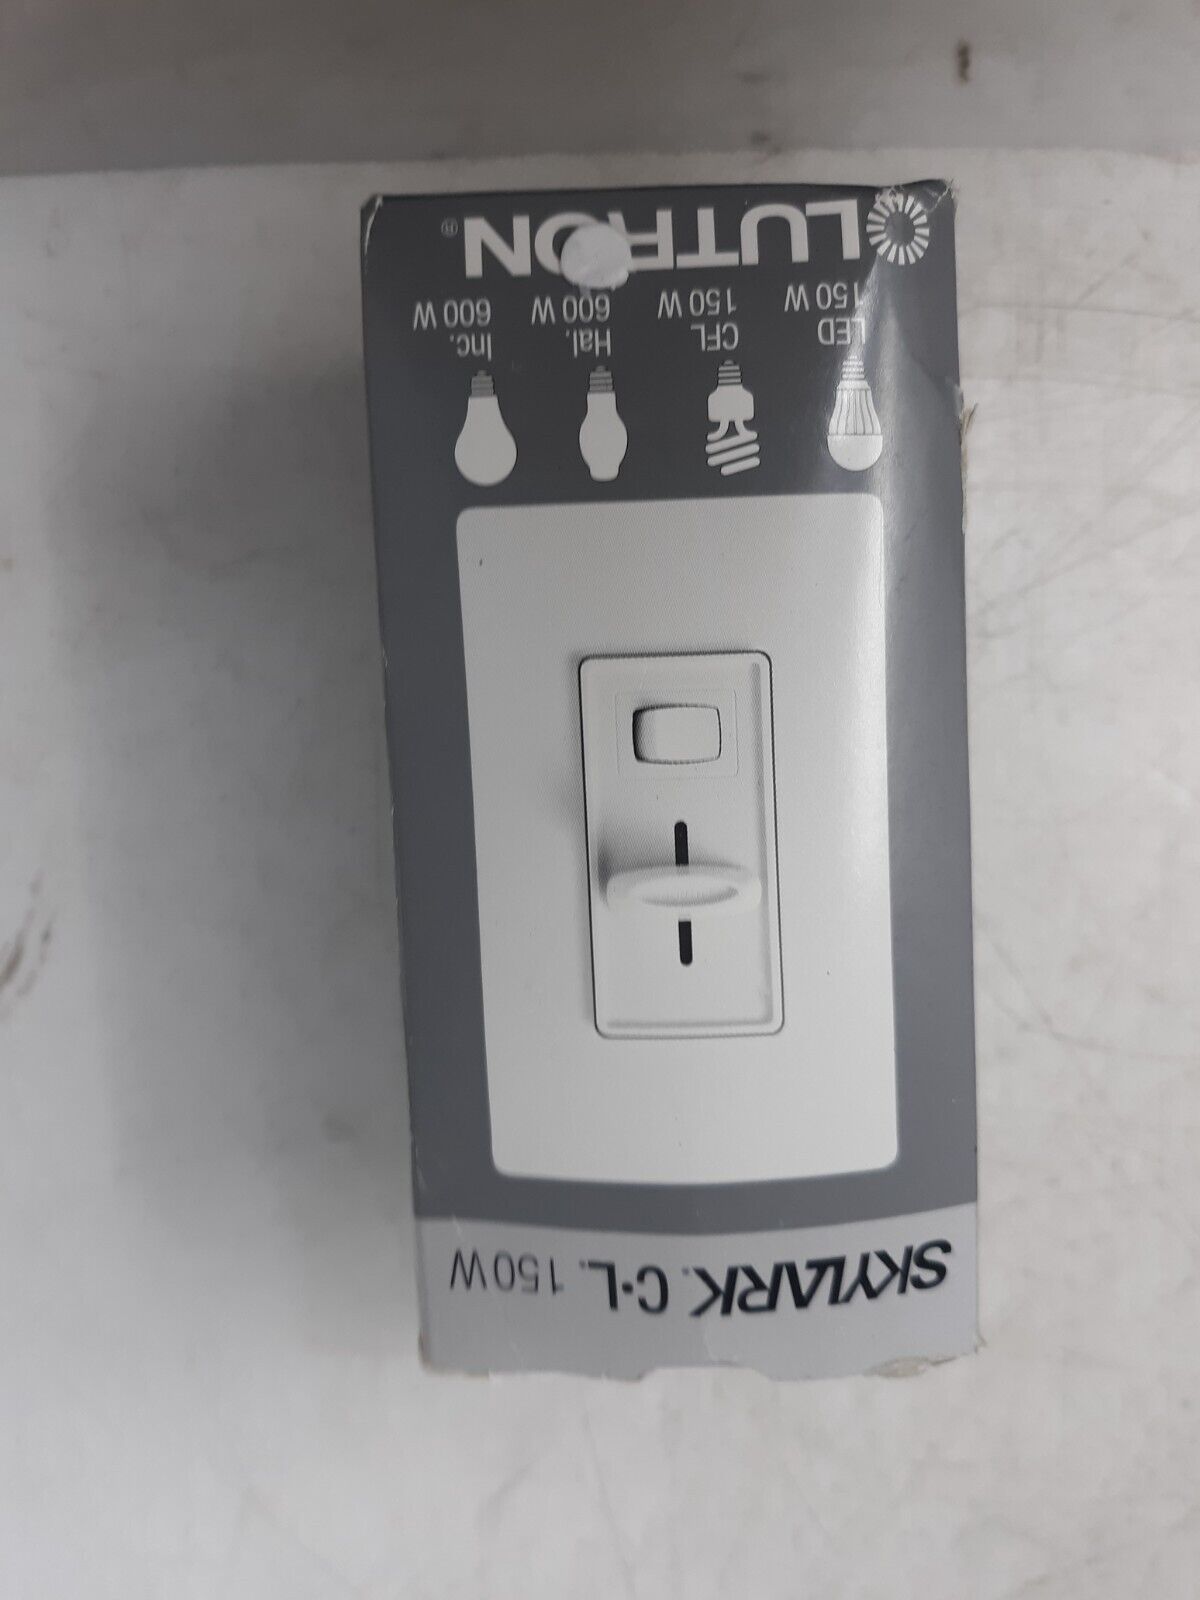 SKYLARK. C·L. 150W
LED CFL Hal. Inc.
150 W 150 W 600 W 600 W
LUTRON®